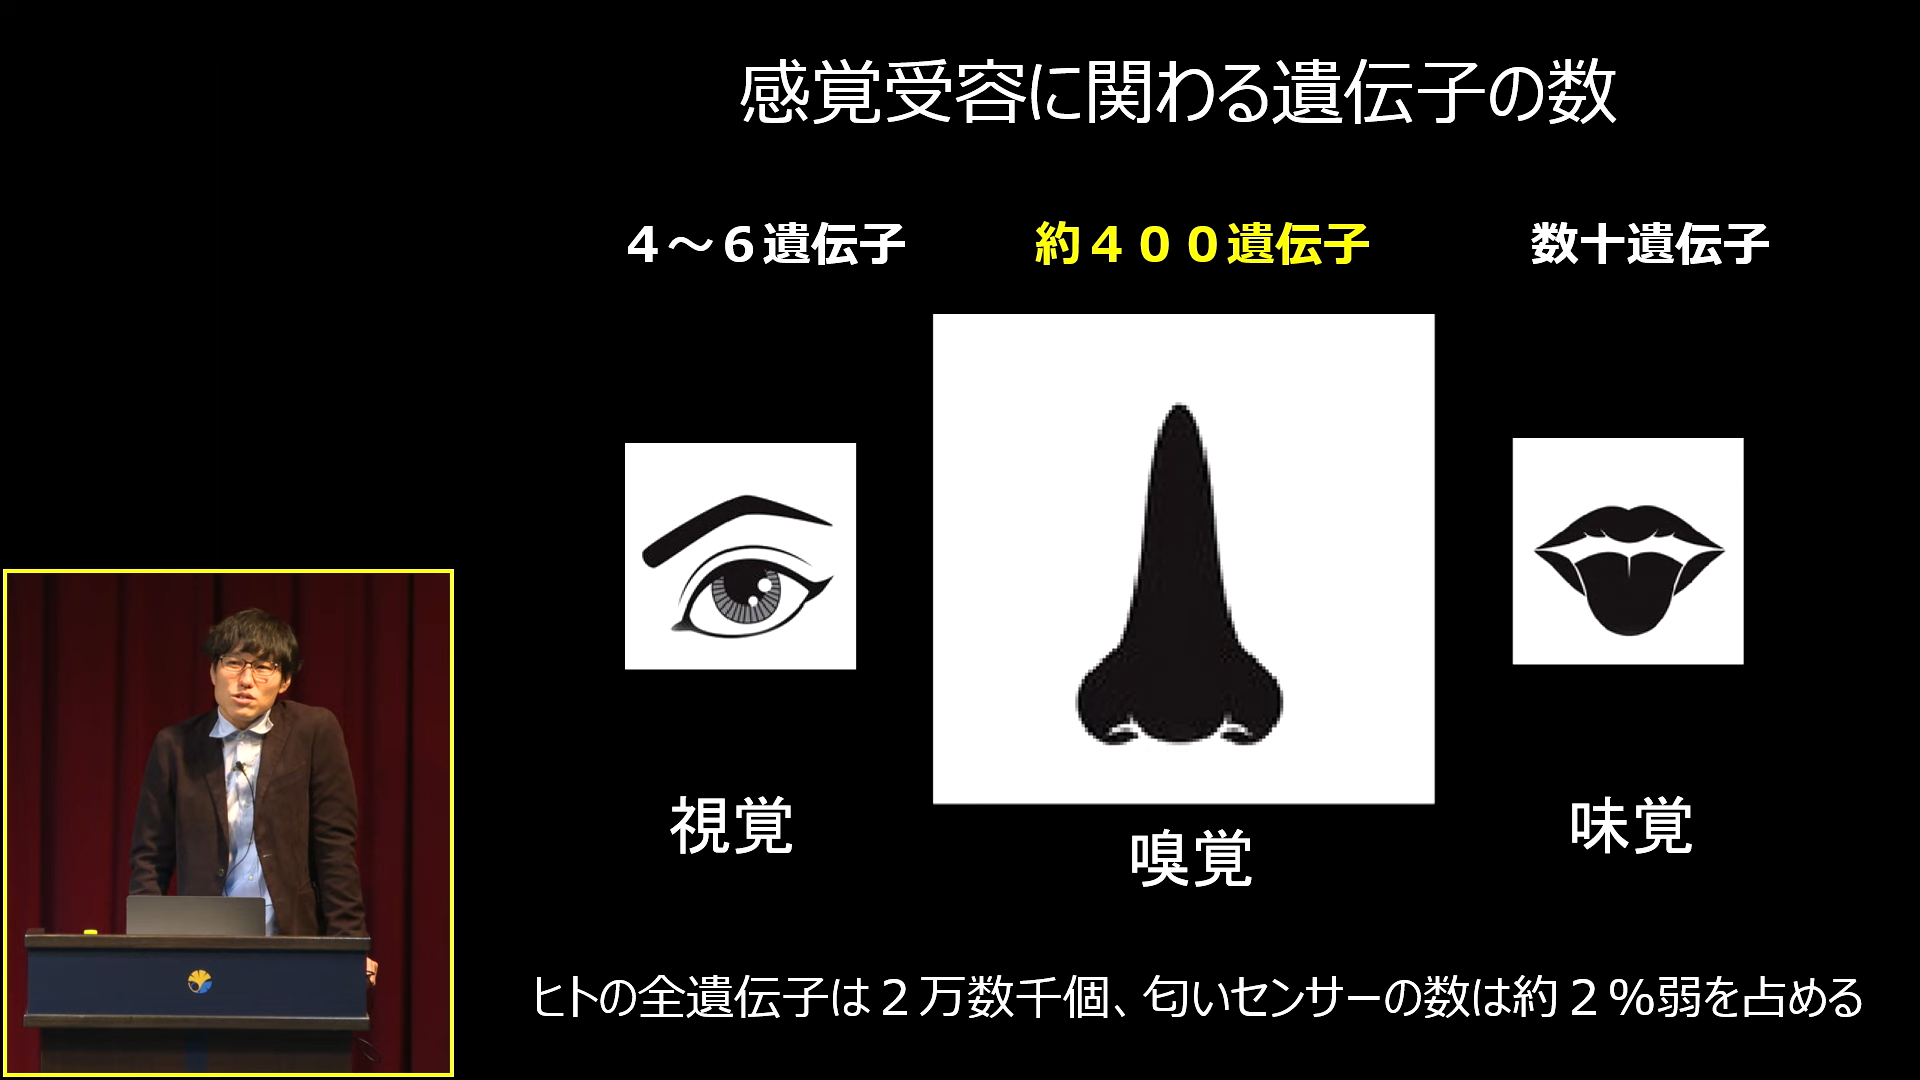 感覚受容に関わる遺伝子の数
４～６遺伝子
約４００遺伝子
数十遺伝子
視覚
嗅覚
味覚
ヒトの全遺伝子は２万数千個、匂いセンサーの数は約２％弱を占める